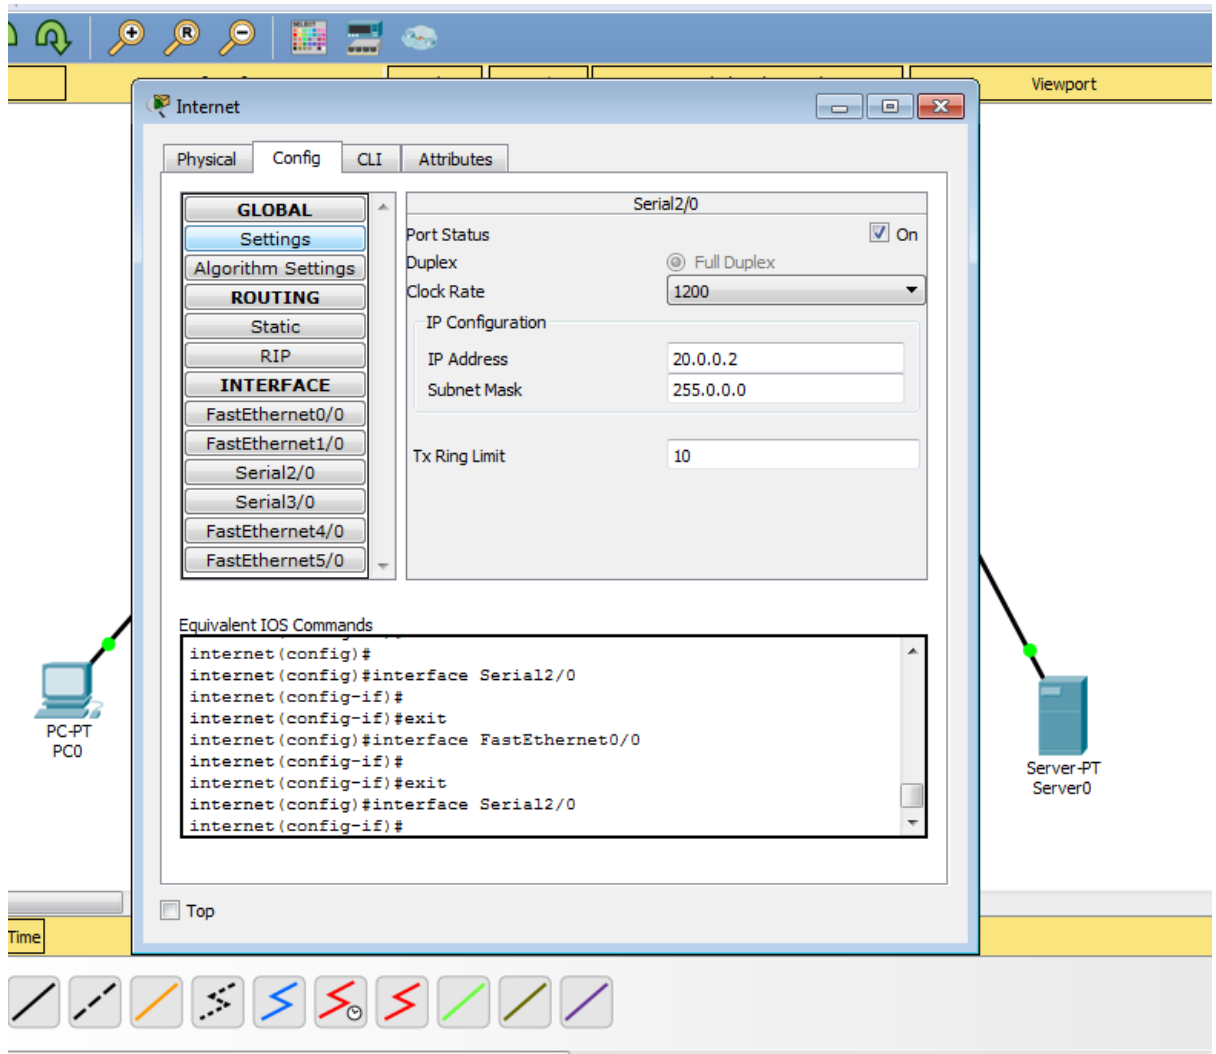 SELECT
R
Viewport
Internet
Physical
Config
CLI
Attributes
GLOBAL
Settings
Algorithm Settings
ROUTING
Static
RIP
INTERFACE
FastEthernet0/0
FastEthernet1/0
Serial2/0
Serial3/0
FastEthernet4/0
FastEthernet5/0
Serial2/0
Port Status
On
Duplex
Full Duplex
Clock Rate
1200
IP Configuration
IP Address
20.0.0.2
Subnet Mask
255.0.0.0
Tx Ring Limit
10
Equivalent IOS Commands
internet(config)#
internet(config)#interface Serial2/0
internet(config-if)#
internet(config-if)#exit
internet(config)#interface FastEthernet0/0
internet(config-if)#
internet(config-if)#exit
internet(config)#interface Serial2/0
internet(config-if)#
PC-PT
PC0
Server-PT
Server0
Top
Time